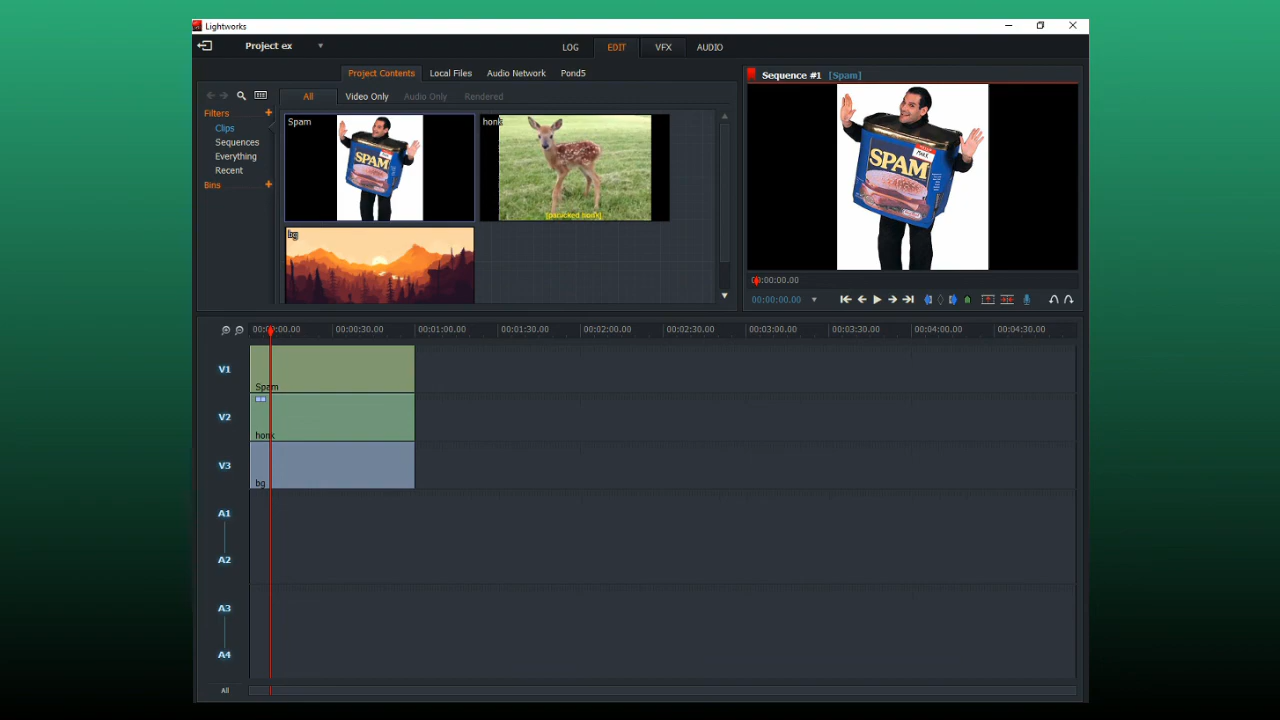 Lightworks
Project ex
LOG EDIT VFX AUDIO
Project Contents Local Files Audio Network Pond5
Sequence #1 [Spam]
All Video Only Audio Only Rendered
Filters +
Clips
Sequences
Everything
Recent
Bins +
Spam
SPAM
honk
[panicked honk]
bg
SPAM
00:00:00.00
00:00:00.00
00:00:00.00 00:00:30.00 00:01:00.00 00:01:30.00 00:02:00.00 00:02:30.00 00:03:00.00 00:03:30.00 00:04:00.00 00:04:30.00
V1
Spam
V2
honk
V3
bg
A1
A2
A3
A4
All